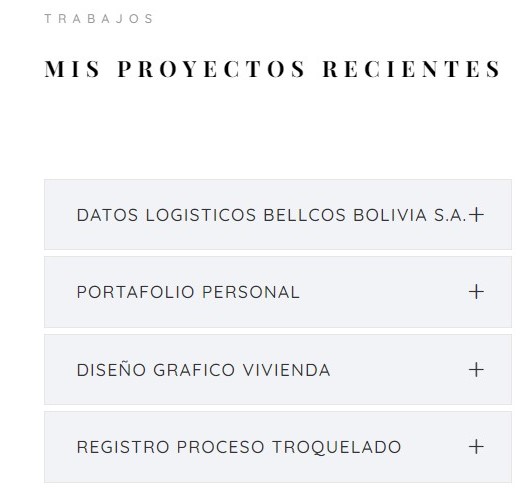 TRABAJOS
MIS PROYECTOS RECIENTES
DATOS LOGISTICOS BELLCOS BOLIVIA S.A.+
PORTAFOLIO PERSONAL +
DISEÑO GRAFICO VIVIENDA +
REGISTRO PROCESO TROQUELADO +